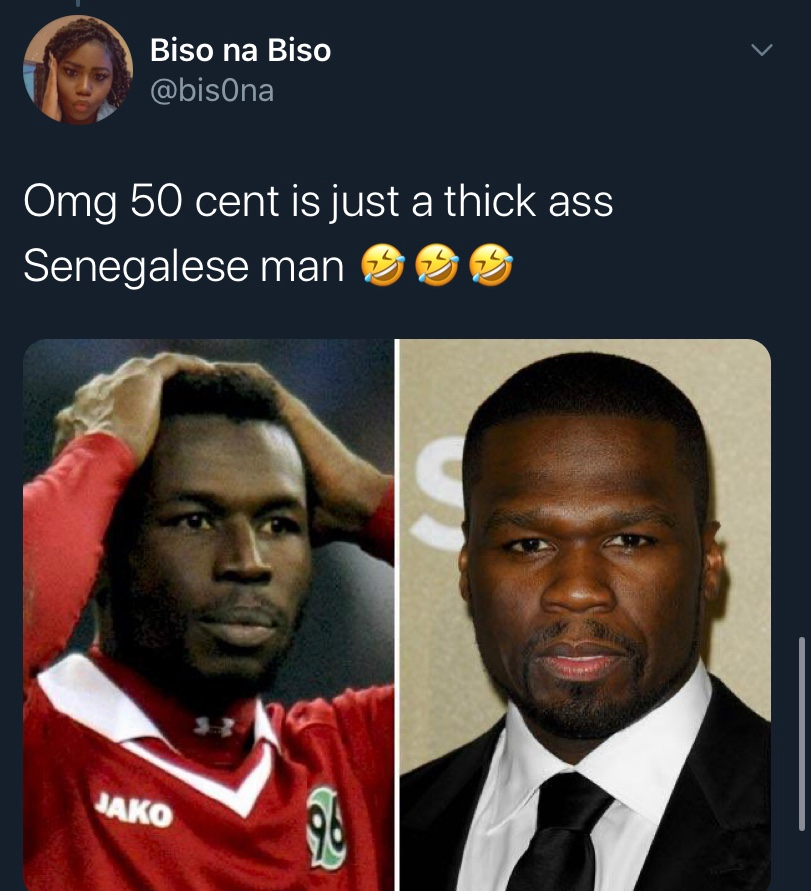 Biso na Biso
@bis0na
Omg 50 cent is just a thick ass
Senegalese man 🤣🤣🤣
S
JAKO
96